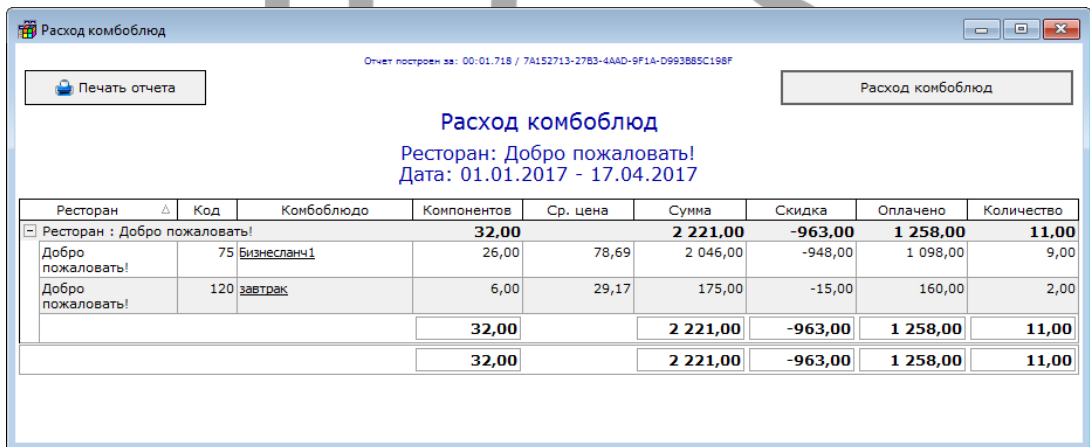 Расход комбоблюд
Отчет построен за: 00:01.718 / 7A152713-27B3-4AAD-9F1A-D993B85C198F
Печать отчета
Расход комбоблюд
Расход комбоблюд
Ресторан: Добро пожаловать!
Дата: 01.01.2017 - 17.04.2017
Ресторан Код Комбоблюдо Компонентов Ср. цена Сумма Скидка Оплачено Количество
Ресторан : Добро пожаловать! 32,00 2 221,00 -963,00 1 258,00 11,00
Добро 75 Бизнесланч1 26,00 78,69 2 046,00 -948,00 1 098,00 9,00
пожаловать!
Добро 120 завтрак 6,00 29,17 175,00 -15,00 160,00 2,00
пожаловать!
32,00 2 221,00 -963,00 1 258,00 11,00
32,00 2 221,00 -963,00 1 258,00 11,00